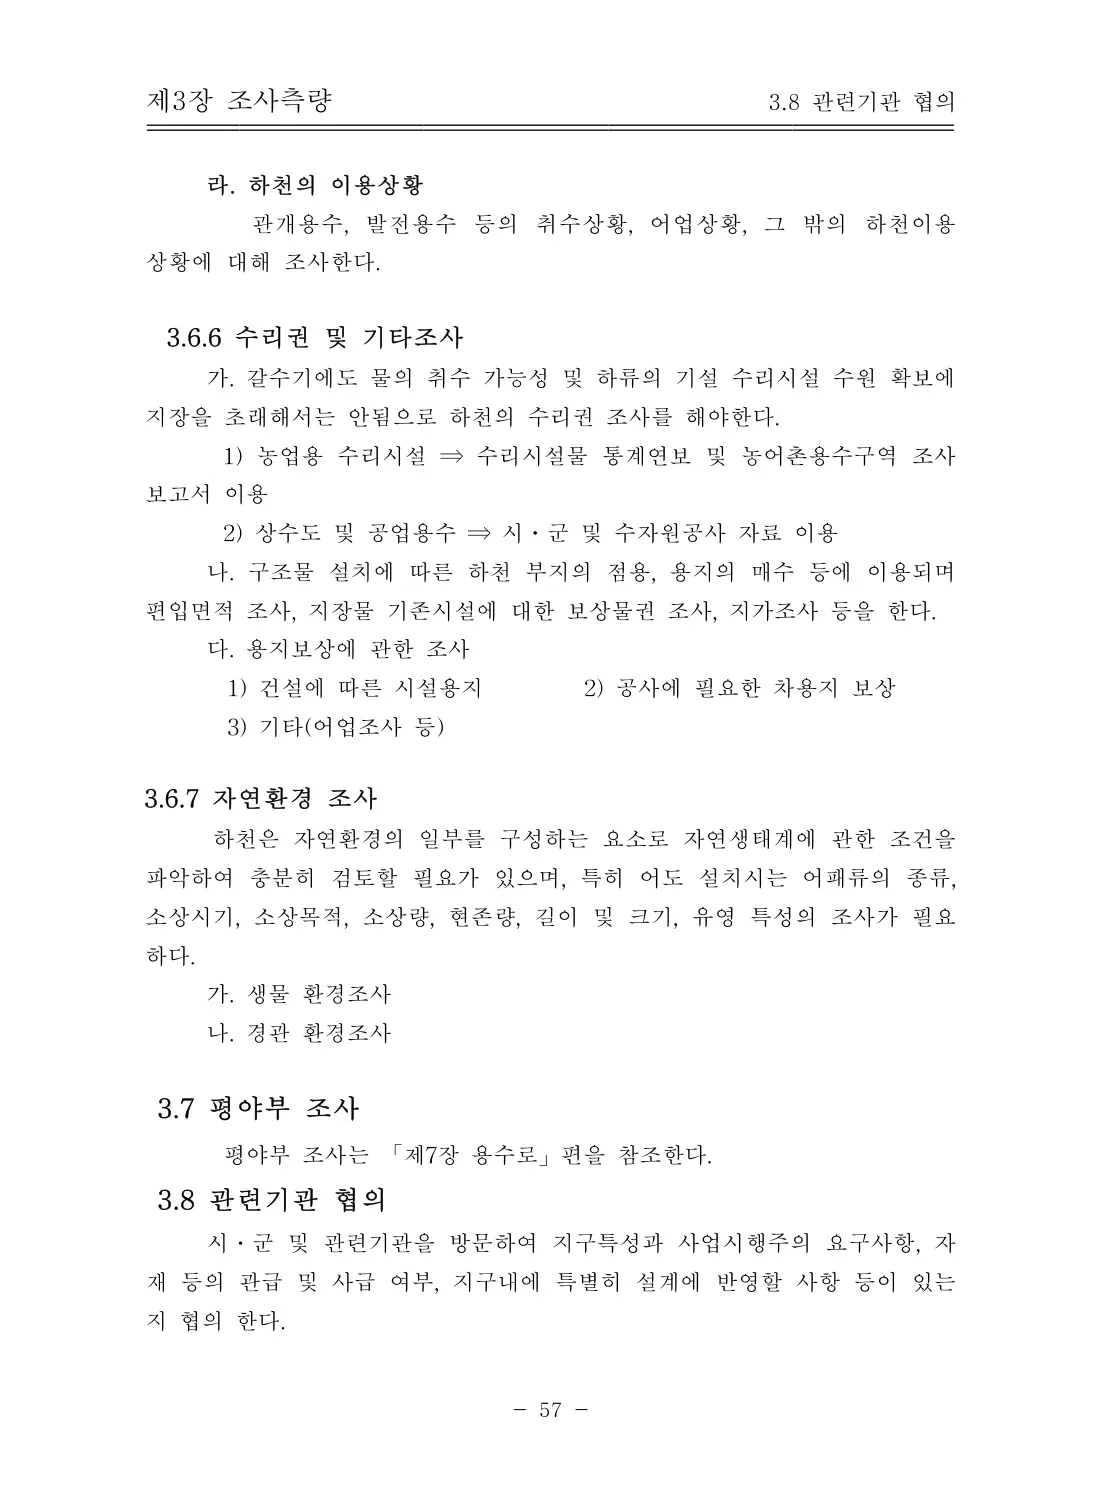 제3장 조사측량
3.8 관련기관 협의
라. 하천의 이용상황
관개용수, 발전용수 등의 취수상황, 어업상황, 그 밖의 하천이용
상황에 대해 조사한다.
3.6.6 수리권 및 기타조사
가. 갈수기에도 물의 취수 가능성 및 하류의 기설 수리시설 수원 확보에
지장을 초래해서는 안됨으로 하천의 수리권 조사를 해야한다.
1) 농업용 수리시설 ⇒ 수리시설물 통계연보 및 농어촌용수구역 조사
보고서 이용
2) 상수도 및 공업용수 ⇒ 시・군 및 수자원공사 자료 이용
나. 구조물 설치에 따른 하천 부지의 점용, 용지의 매수 등에 이용되며
편입면적 조사, 지장물 기존시설에 대한 보상물권 조사, 지가조사 등을 한다.
다. 용지보상에 관한 조사
1) 건설에 따른 시설용지 2) 공사에 필요한 차용지 보상
3) 기타(어업조사 등)
3.6.7 자연환경 조사
하천은 자연환경의 일부를 구성하는 요소로 자연생태계에 관한 조건을
파악하여 충분히 검토할 필요가 있으며, 특히 어도 설치시는 어패류의 종류,
소상시기, 소상목적, 소상량, 현존량, 길이 및 크기, 유영 특성의 조사가 필요
하다.
가. 생물 환경조사
나. 경관 환경조사
3.7 평야부 조사
평야부 조사는 「제7장 용수로」편을 참조한다.
3.8 관련기관 협의
시・군 및 관련기관을 방문하여 지구특성과 사업시행주의 요구사항, 자
재 등의 관급 및 사급 여부, 지구내에 특별히 설계에 반영할 사항 등이 있는
지 협의 한다.
- 57 -